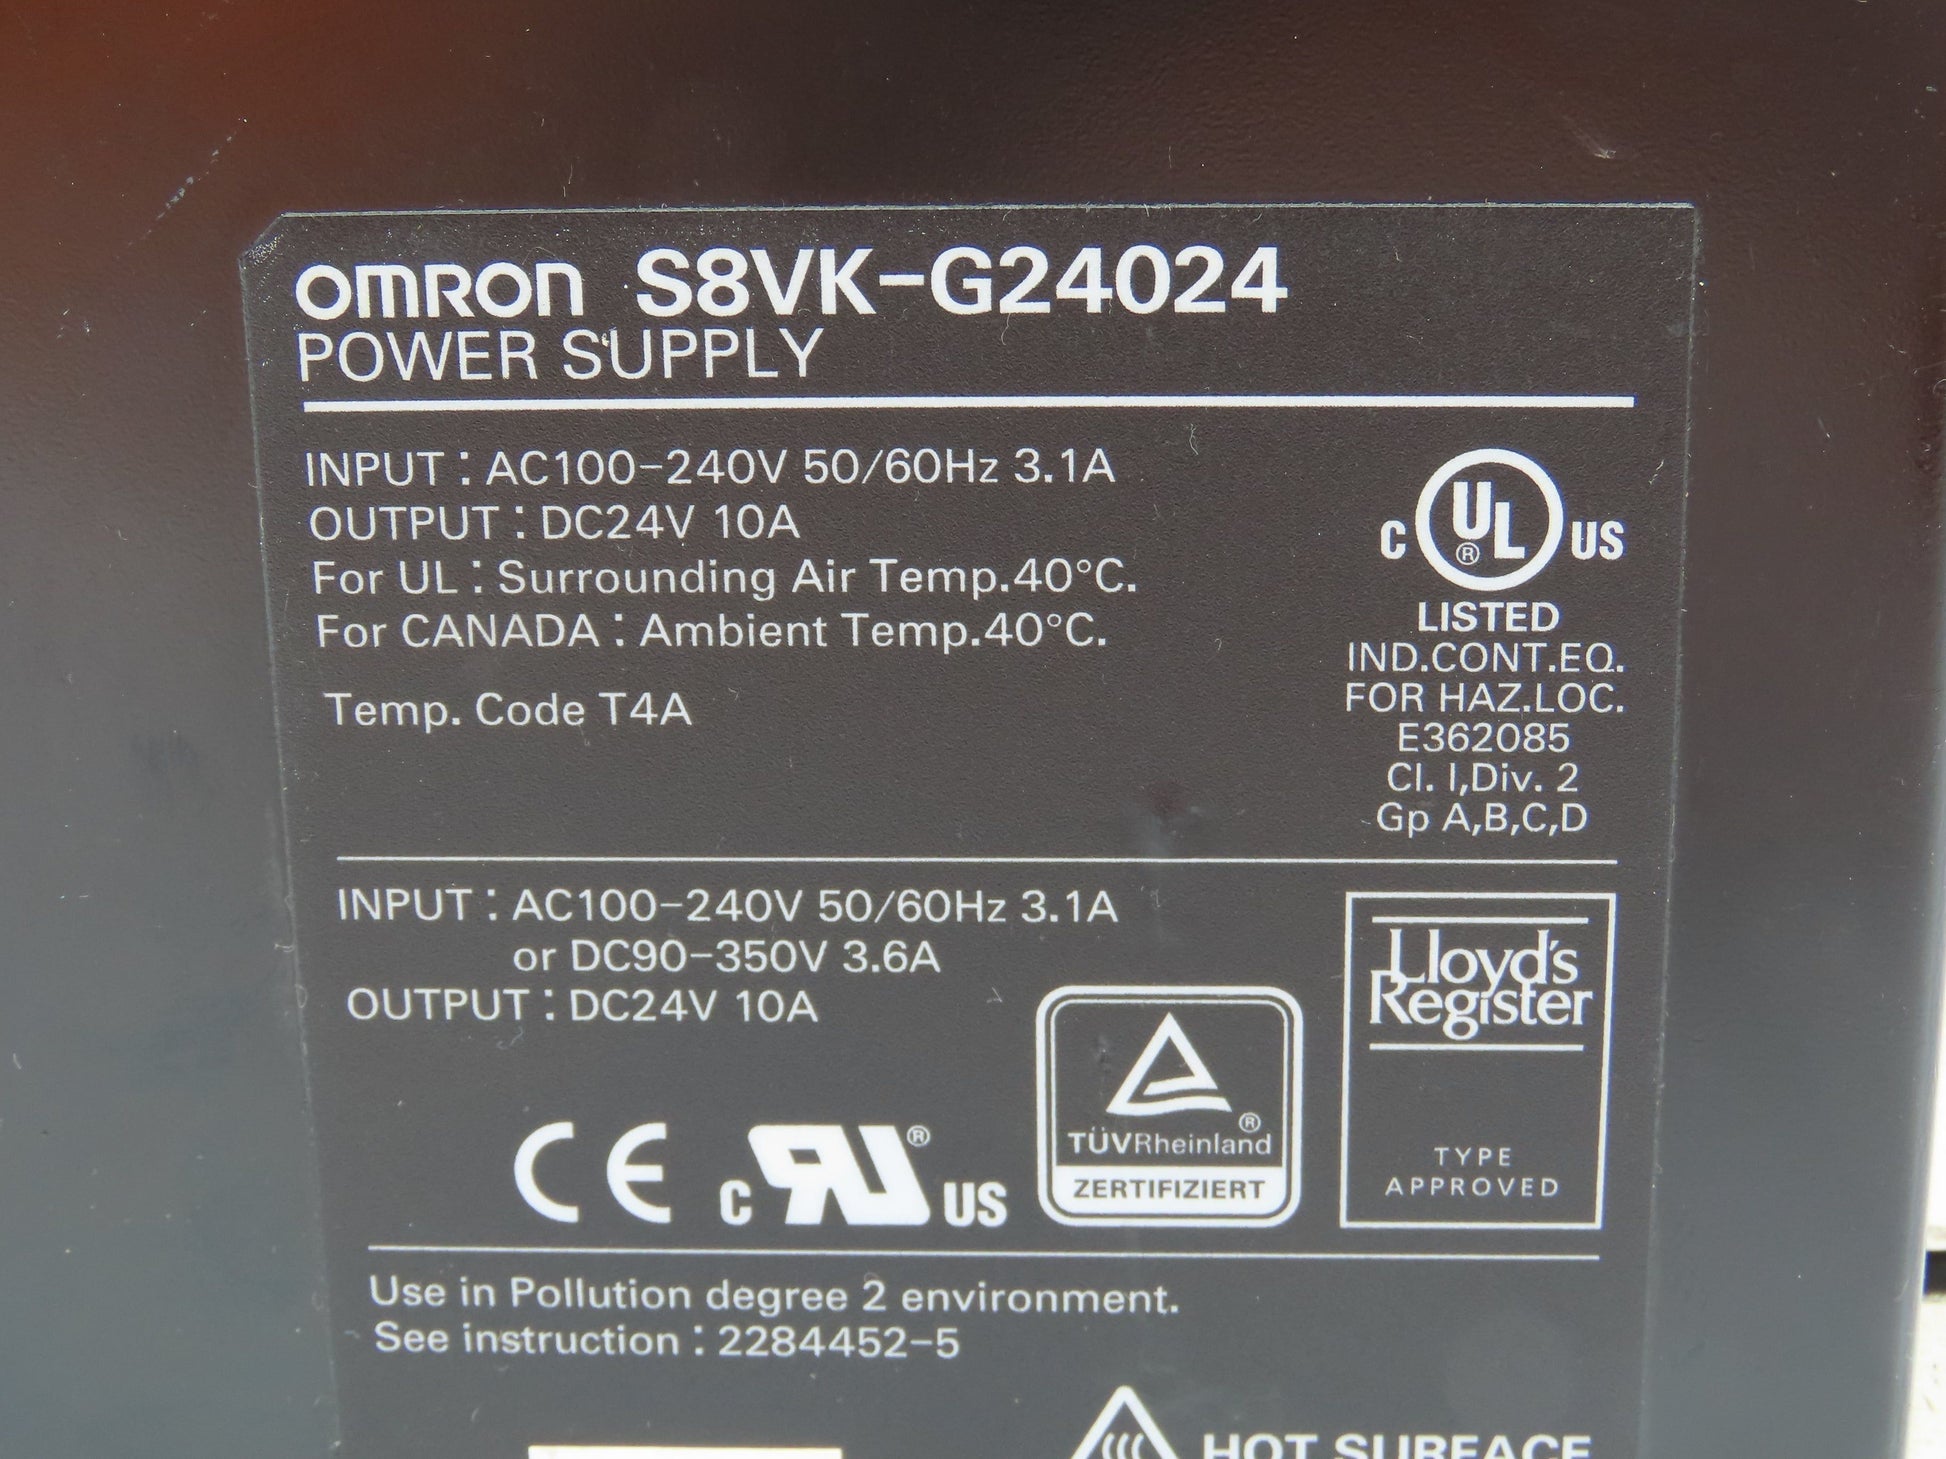 OMRON S8VK-G24024
POWER SUPPLY
INPUT : AC100-240V 50/60Hz 3.1A
OUTPUT : DC24V 10A
For UL : Surrounding Air Temp.40°C.
For CANADA : Ambient Temp.40°C.
Temp. Code T4A
C UL ® US
LISTED
IND.CONT.EQ.
FOR HAZ.LOC.
E362085
Cl. I,Div. 2
Gp A,B,C,D
INPUT : AC100-240V 50/60Hz 3.1A
or DC90-350V 3.6A
OUTPUT : DC24V 10A
CE
C RU ® US
®
TÜVRheinland
ZERTIFIZIERT
Lloyd's
Register
TYPE
APPROVED
Use in Pollution degree 2 environment.
See instruction : 2284452-5
HOT SURFACE